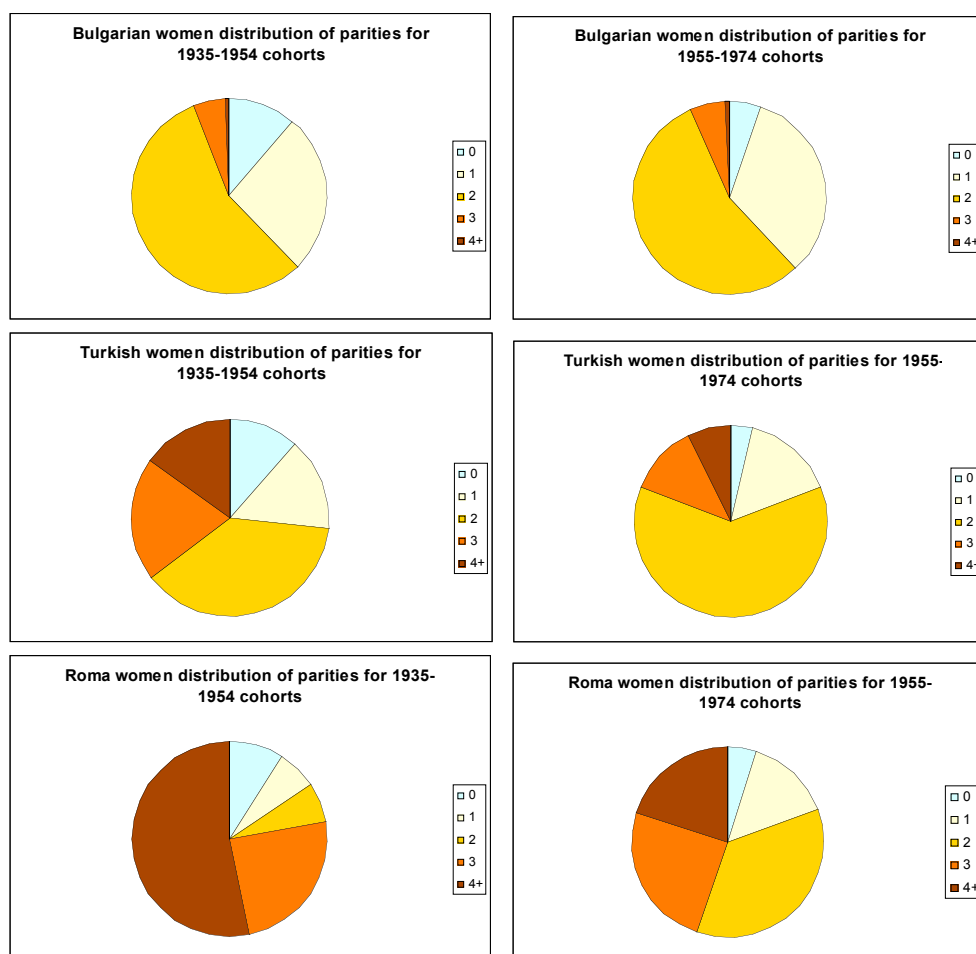 Bulgarian women distribution of parities for
1935-1954 cohorts
0
1
2
3
4+
Bulgarian women distribution of parities for
1955-1974 cohorts
0
1
2
3
4+
Turkish women distribution of parities for
1935-1954 cohorts
0
1
2
3
4+
Turkish women distribution of parities for 1955-
1974 cohorts
0
1
2
3
4+
Roma women distribution of parities for 1935-
1954 cohorts
0
1
2
3
4+
Roma women distribution of parities for 1955-
1974 cohorts
0
1
2
3
4+